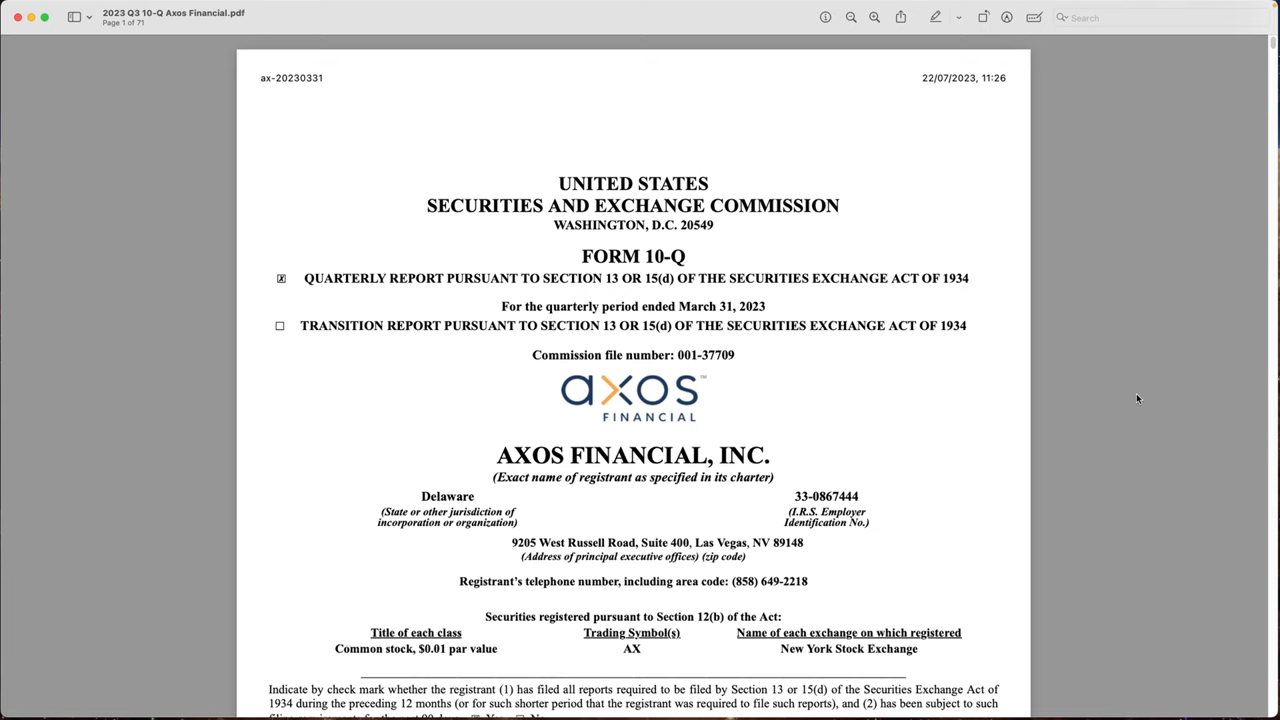 2023 Q3 10-Q Axos Financial.pdf
Page 1 of 71
Search
ax-20230331
22/07/2023, 11:26
UNITED STATES
SECURITIES AND EXCHANGE COMMISSION
WASHINGTON, D.C. 20549
FORM 10-Q
☒ QUARTERLY REPORT PURSUANT TO SECTION 13 OR 15(d) OF THE SECURITIES EXCHANGE ACT OF 1934
For the quarterly period ended March 31, 2023
☐ TRANSITION REPORT PURSUANT TO SECTION 13 OR 15(d) OF THE SECURITIES EXCHANGE ACT OF 1934
Commission file number: 001-37709
axos™
FINANCIAL
AXOS FINANCIAL, INC.
(Exact name of registrant as specified in its charter)
Delaware 33-0867444
(State or other jurisdiction of (I.R.S. Employer
incorporation or organization) Identification No.)
9205 West Russell Road, Suite 400, Las Vegas, NV 89148
(Address of principal executive offices) (zip code)
Registrant's telephone number, including area code: (858) 649-2218
Securities registered pursuant to Section 12(b) of the Act:
Title of each class Trading Symbol(s) Name of each exchange on which registered
Common stock, $0.01 par value AX New York Stock Exchange
Indicate by check mark whether the registrant (1) has filed all reports required to be filed by Section 13 or 15(d) of the Securities Exchange Act of
1934 during the preceding 12 months (or for such shorter period that the registrant was required to file such reports), and (2) has been subject to such